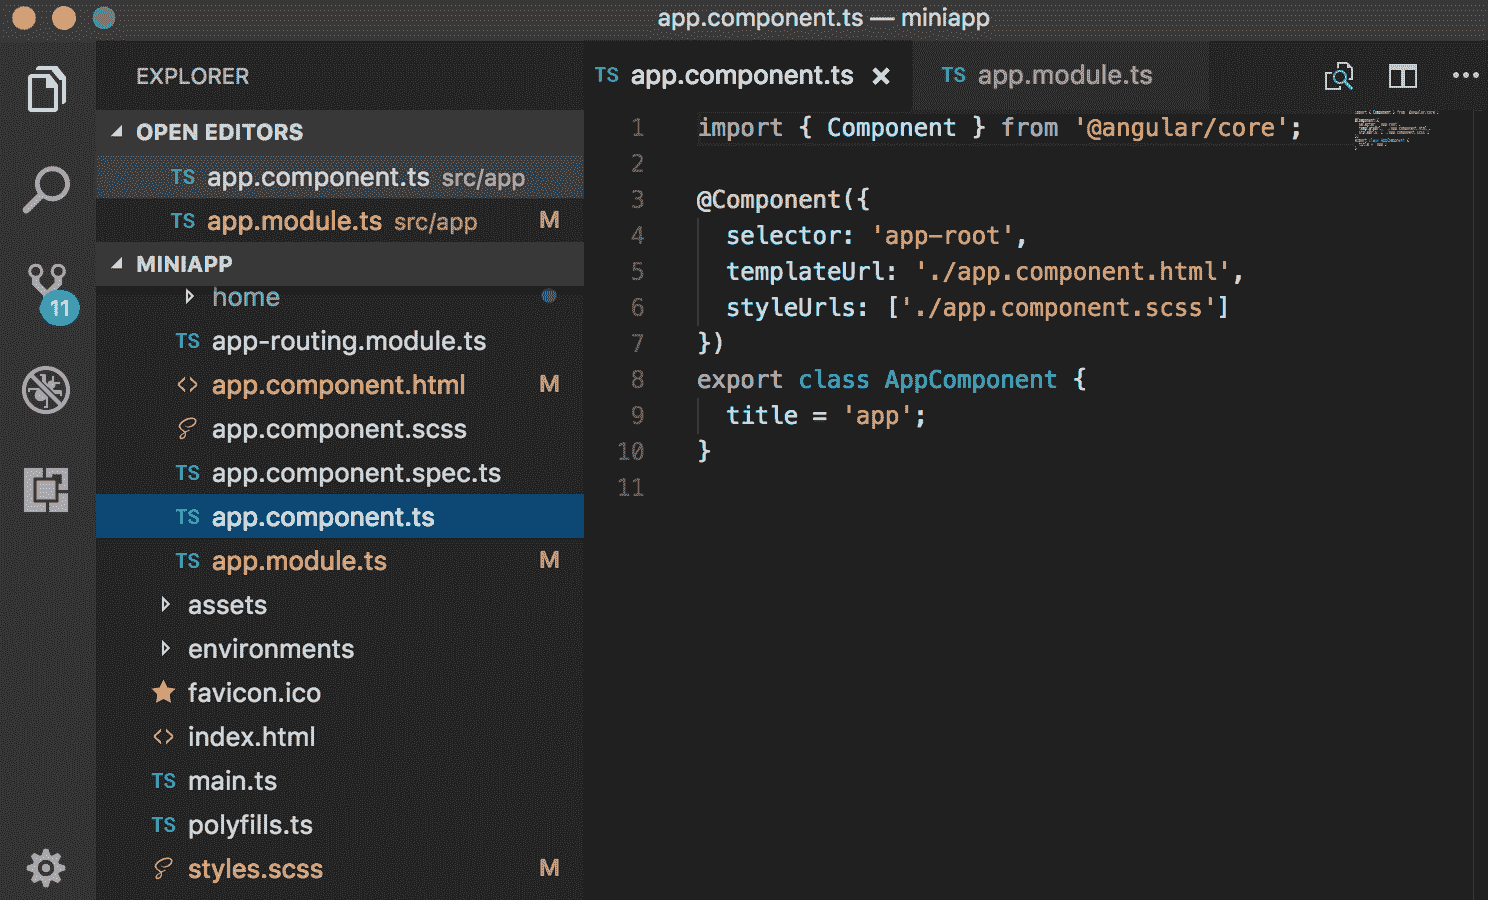 app.component.ts — miniapp
EXPLORER
OPEN EDITORS
TS app.component.ts src/app
TS app.module.ts src/app M
MINIAPP
home
TS app-routing.module.ts
<> app.component.html M
app.component.scss
TS app.component.spec.ts
TS app.component.ts
TS app.module.ts M
assets
environments
favicon.ico
<> index.html
TS main.ts
TS polyfills.ts
styles.scss M
11
TS app.component.ts ×
TS app.module.ts
1 import { Component } from '@angular/core';
2
3 @Component({
4 selector: 'app-root',
5 templateUrl: './app.component.html',
6 styleUrls: ['./app.component.scss']
7 })
8 export class AppComponent {
9 title = 'app';
10 }
11